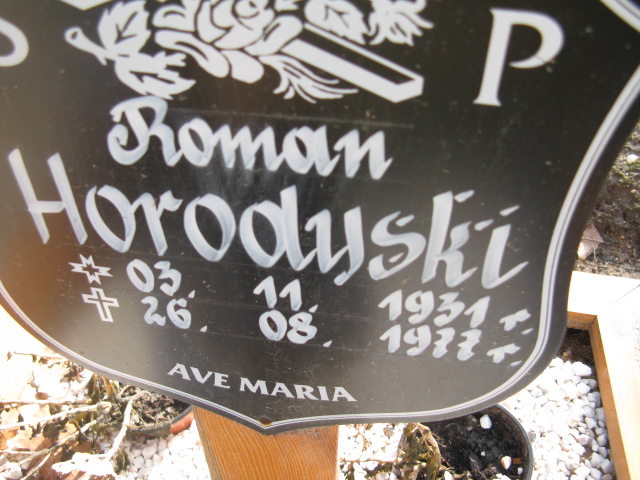 P
Roman
Horodyski
03. 11. 1931 r.
26. 08. 1977 r.
AVE MARIA